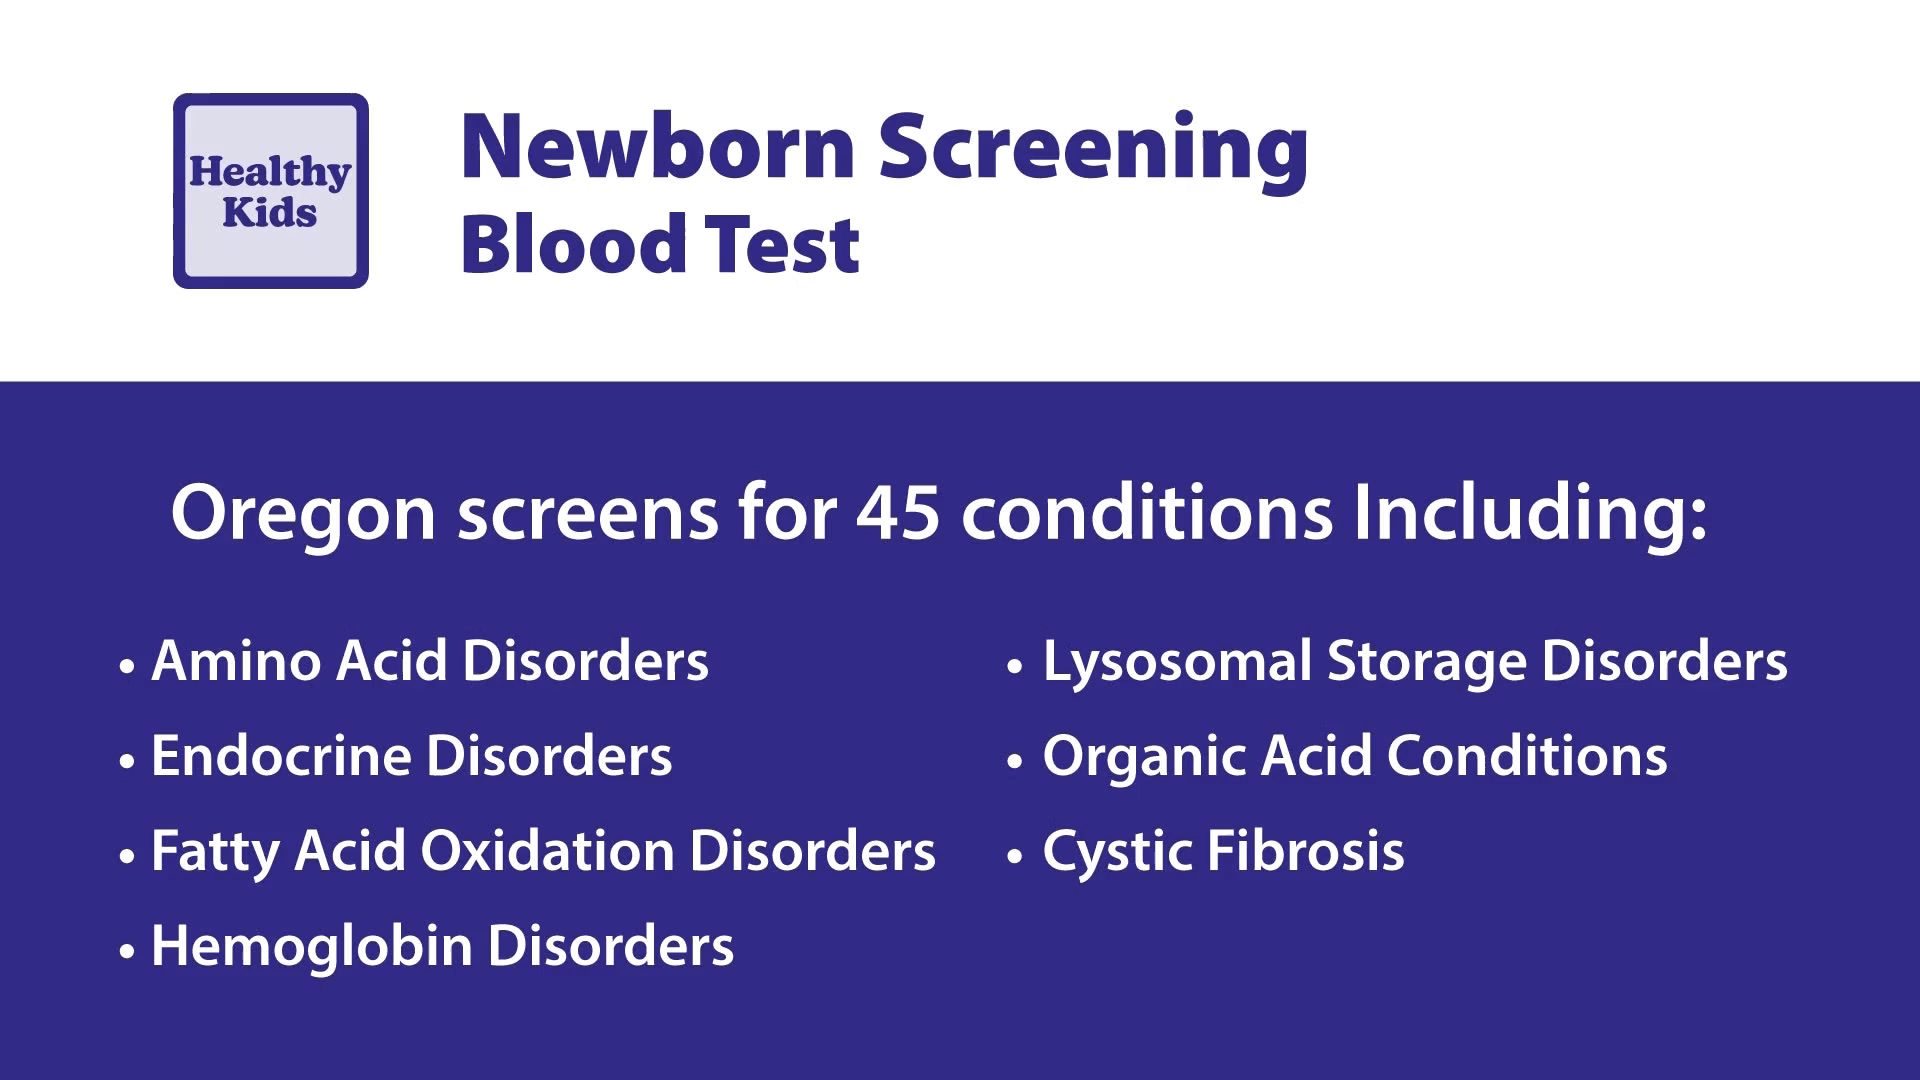 Healthy
Kids
Newborn Screening
Blood Test
Oregon screens for 45 conditions Including:
• Amino Acid Disorders
• Endocrine Disorders
• Fatty Acid Oxidation Disorders
• Hemoglobin Disorders
• Lysosomal Storage Disorders
• Organic Acid Conditions
• Cystic Fibrosis